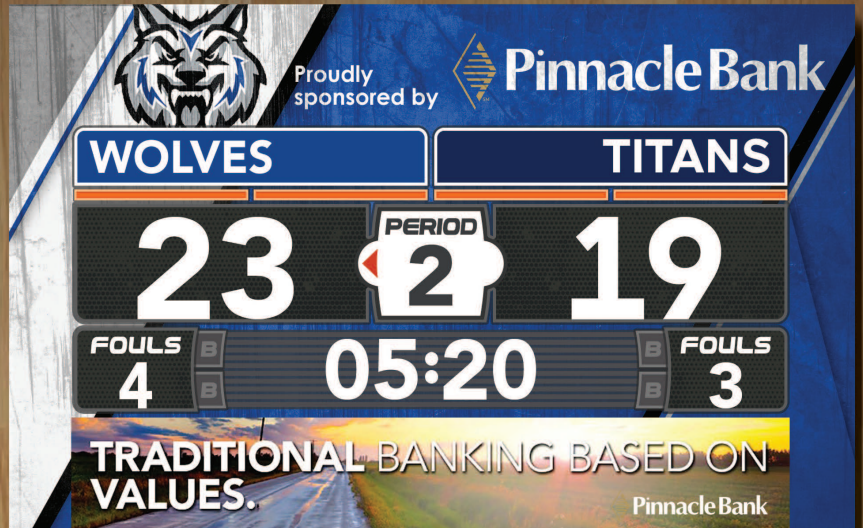 Proudly
sponsored by
Pinnacle Bank
WOLVES
TITANS
23
PERIOD
2
19
FOULS
4
B
B
05:20
B
B
FOULS
3
TRADITIONAL BANKING BASED ON
VALUES.
Pinnacle Bank